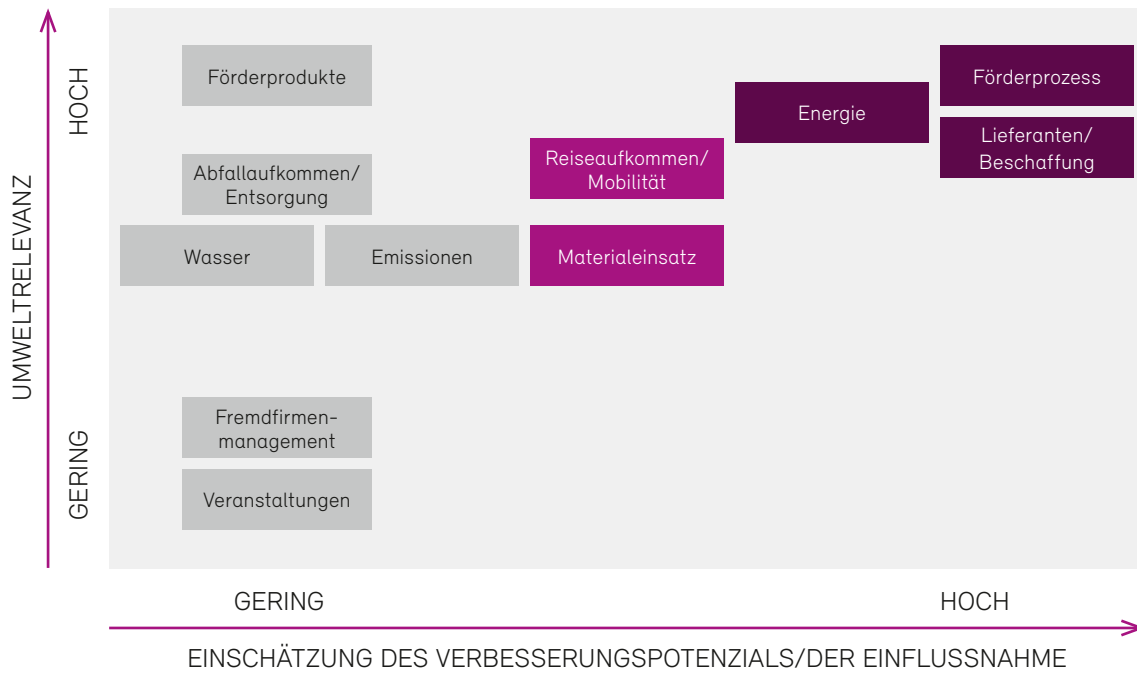 UMWELTRELEVANZ
HOCH
GERING
Förderprodukte
Förderprozess
Energie
Lieferanten/
Beschaffung
Reiseaufkommen/
Mobilität
Abfallaufkommen/
Entsorgung
Wasser
Emissionen
Materialeinsatz
Fremdfirmen-
management
Veranstaltungen
GERING
HOCH
EINSCHÄTZUNG DES VERBESSERUNGSPOTENZIALS/DER EINFLUSSNAHME